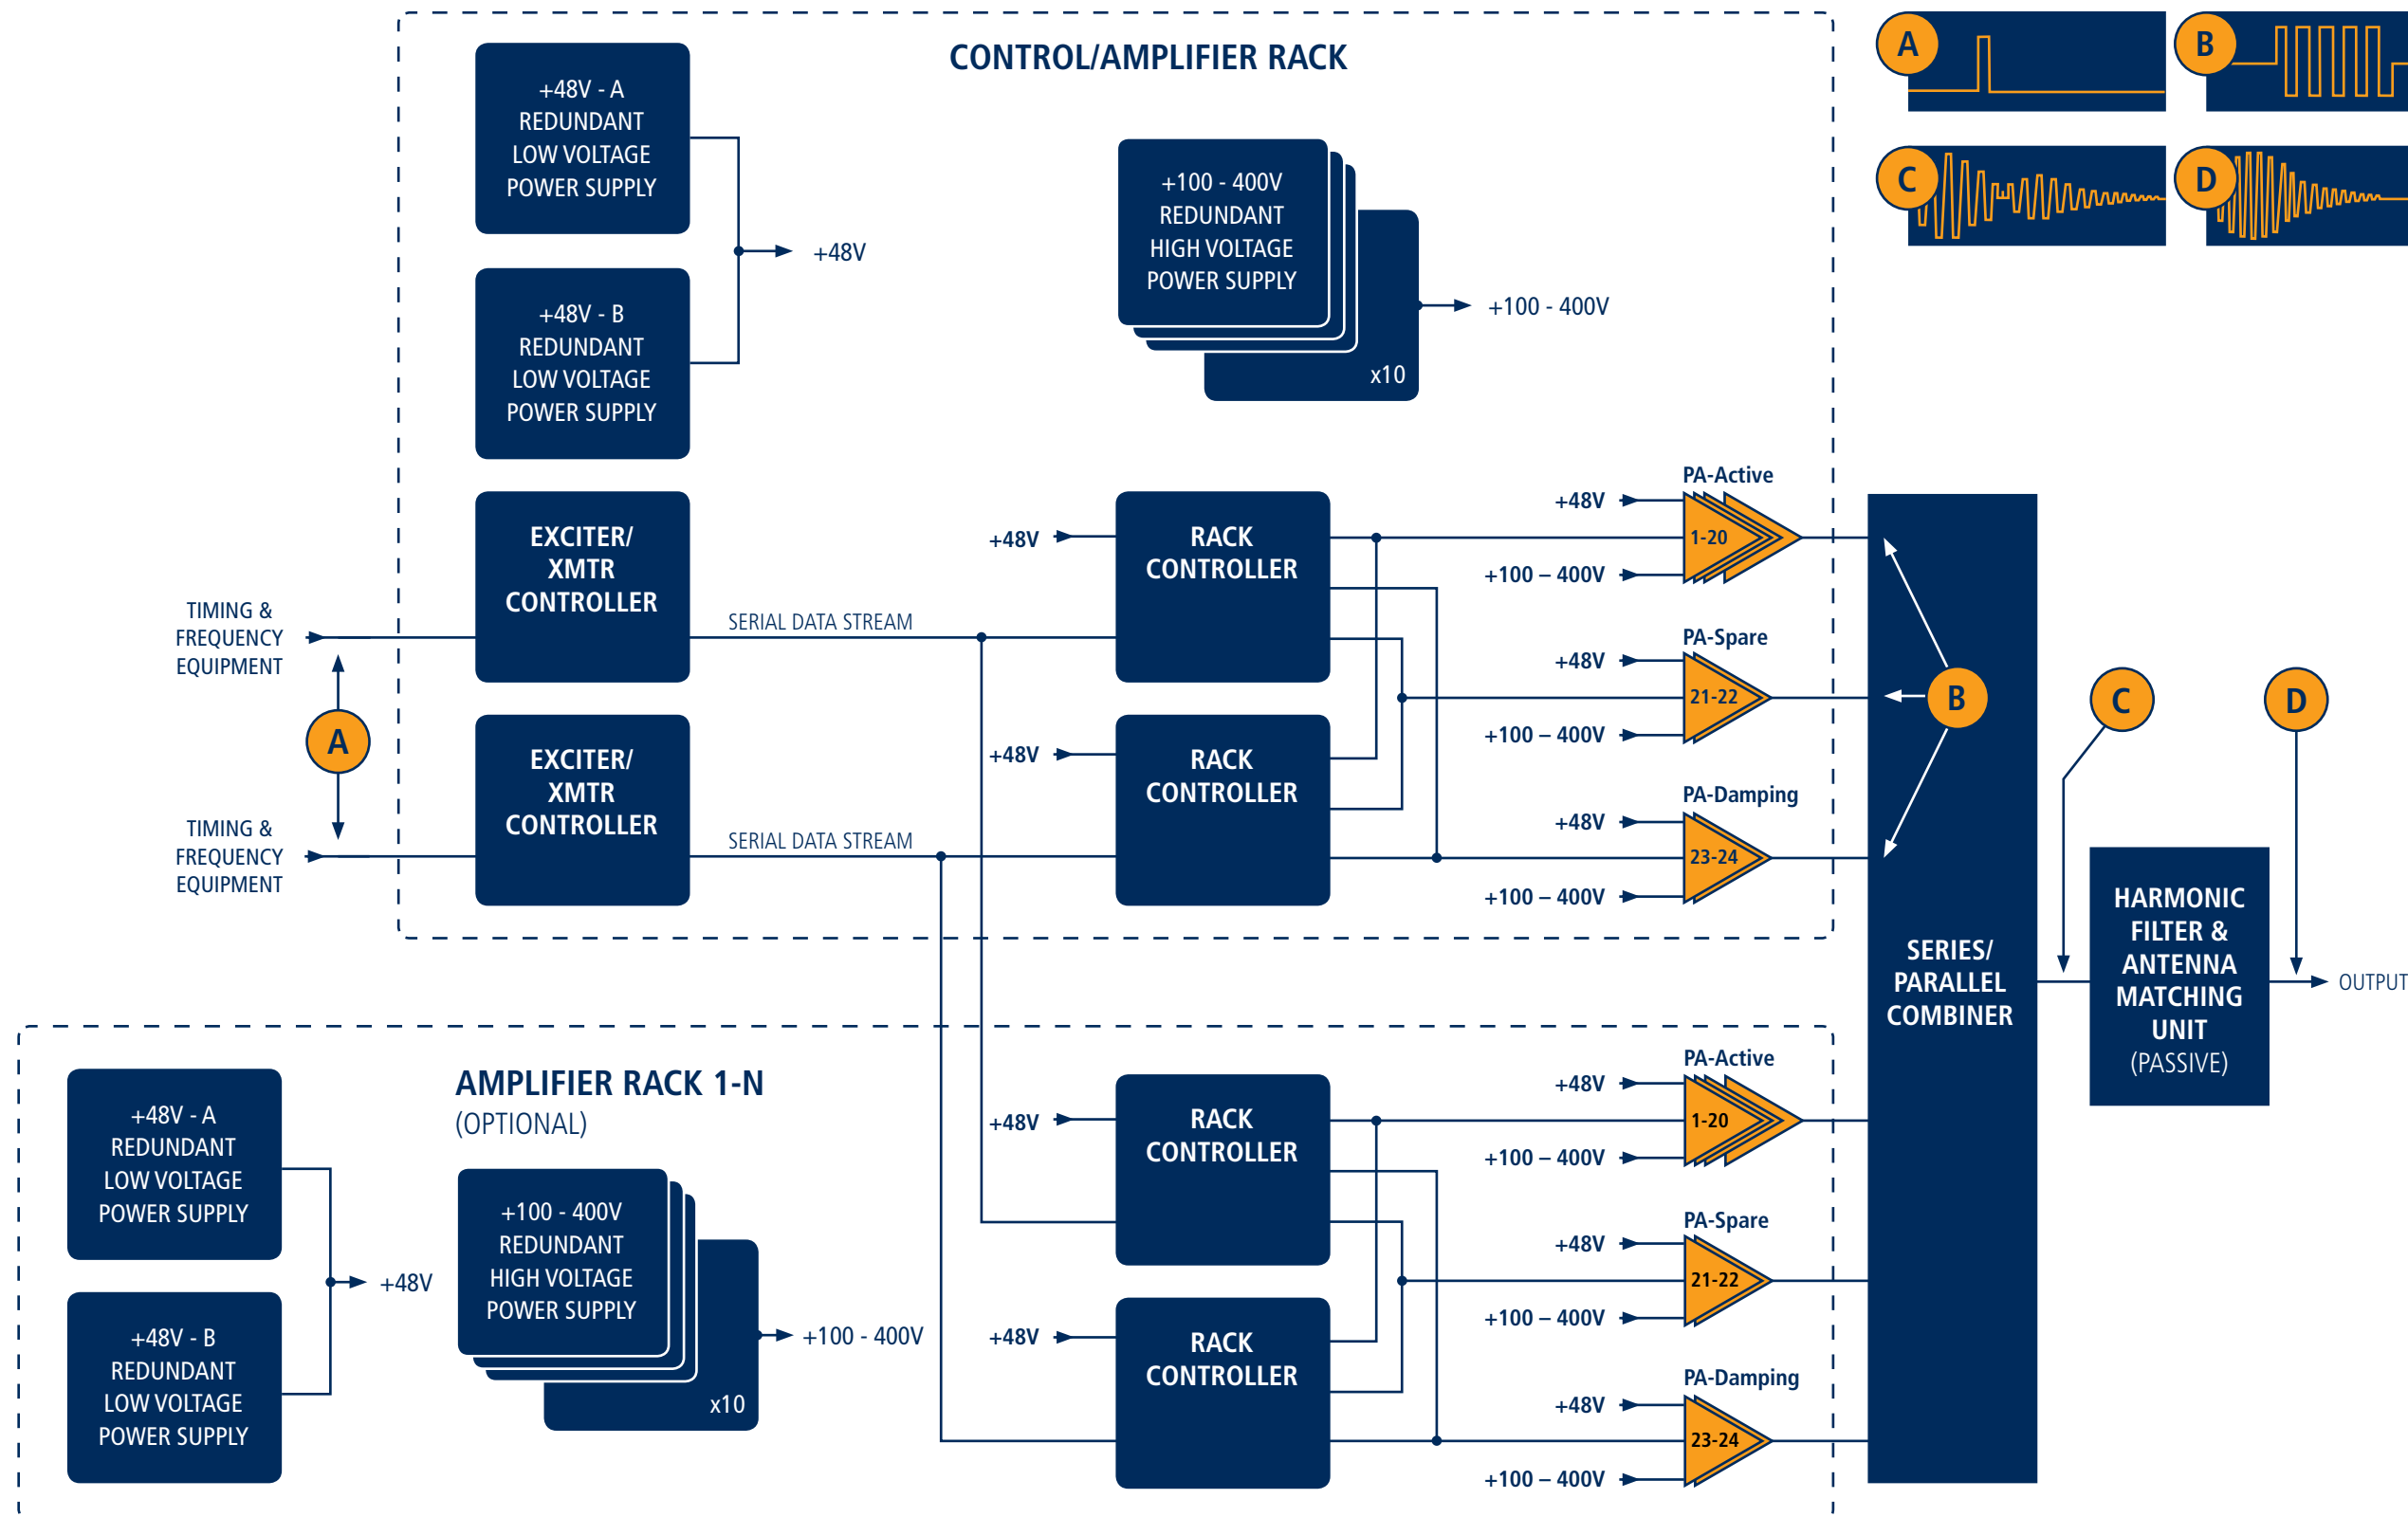 CONTROL/AMPLIFIER RACK
+48V - A
REDUNDANT
LOW VOLTAGE
POWER SUPPLY
+48V - B
REDUNDANT
LOW VOLTAGE
POWER SUPPLY
+48V
+100 - 400V
REDUNDANT
HIGH VOLTAGE
POWER SUPPLY
x10
+100 - 400V
A
B
C
D
TIMING &
FREQUENCY
EQUIPMENT
A
TIMING &
FREQUENCY
EQUIPMENT
EXCITER/
XMTR
CONTROLLER
SERIAL DATA STREAM
EXCITER/
XMTR
CONTROLLER
SERIAL DATA STREAM
+48V
RACK
CONTROLLER
+48V
RACK
CONTROLLER
PA-Active
+48V
1-20
+100 – 400V
PA-Spare
+48V
21-22
+100 – 400V
PA-Damping
+48V
23-24
+100 – 400V
B
SERIES/
PARALLEL
COMBINER
C
D
HARMONIC
FILTER &
ANTENNA
MATCHING
UNIT
(PASSIVE)
OUTPUT
AMPLIFIER RACK 1-N
(OPTIONAL)
+48V - A
REDUNDANT
LOW VOLTAGE
POWER SUPPLY
+48V - B
REDUNDANT
LOW VOLTAGE
POWER SUPPLY
+48V
+100 - 400V
REDUNDANT
HIGH VOLTAGE
POWER SUPPLY
x10
+100 - 400V
+48V
RACK
CONTROLLER
+48V
RACK
CONTROLLER
PA-Active
+48V
1-20
+100 – 400V
PA-Spare
+48V
21-22
+100 – 400V
PA-Damping
+48V
23-24
+100 – 400V